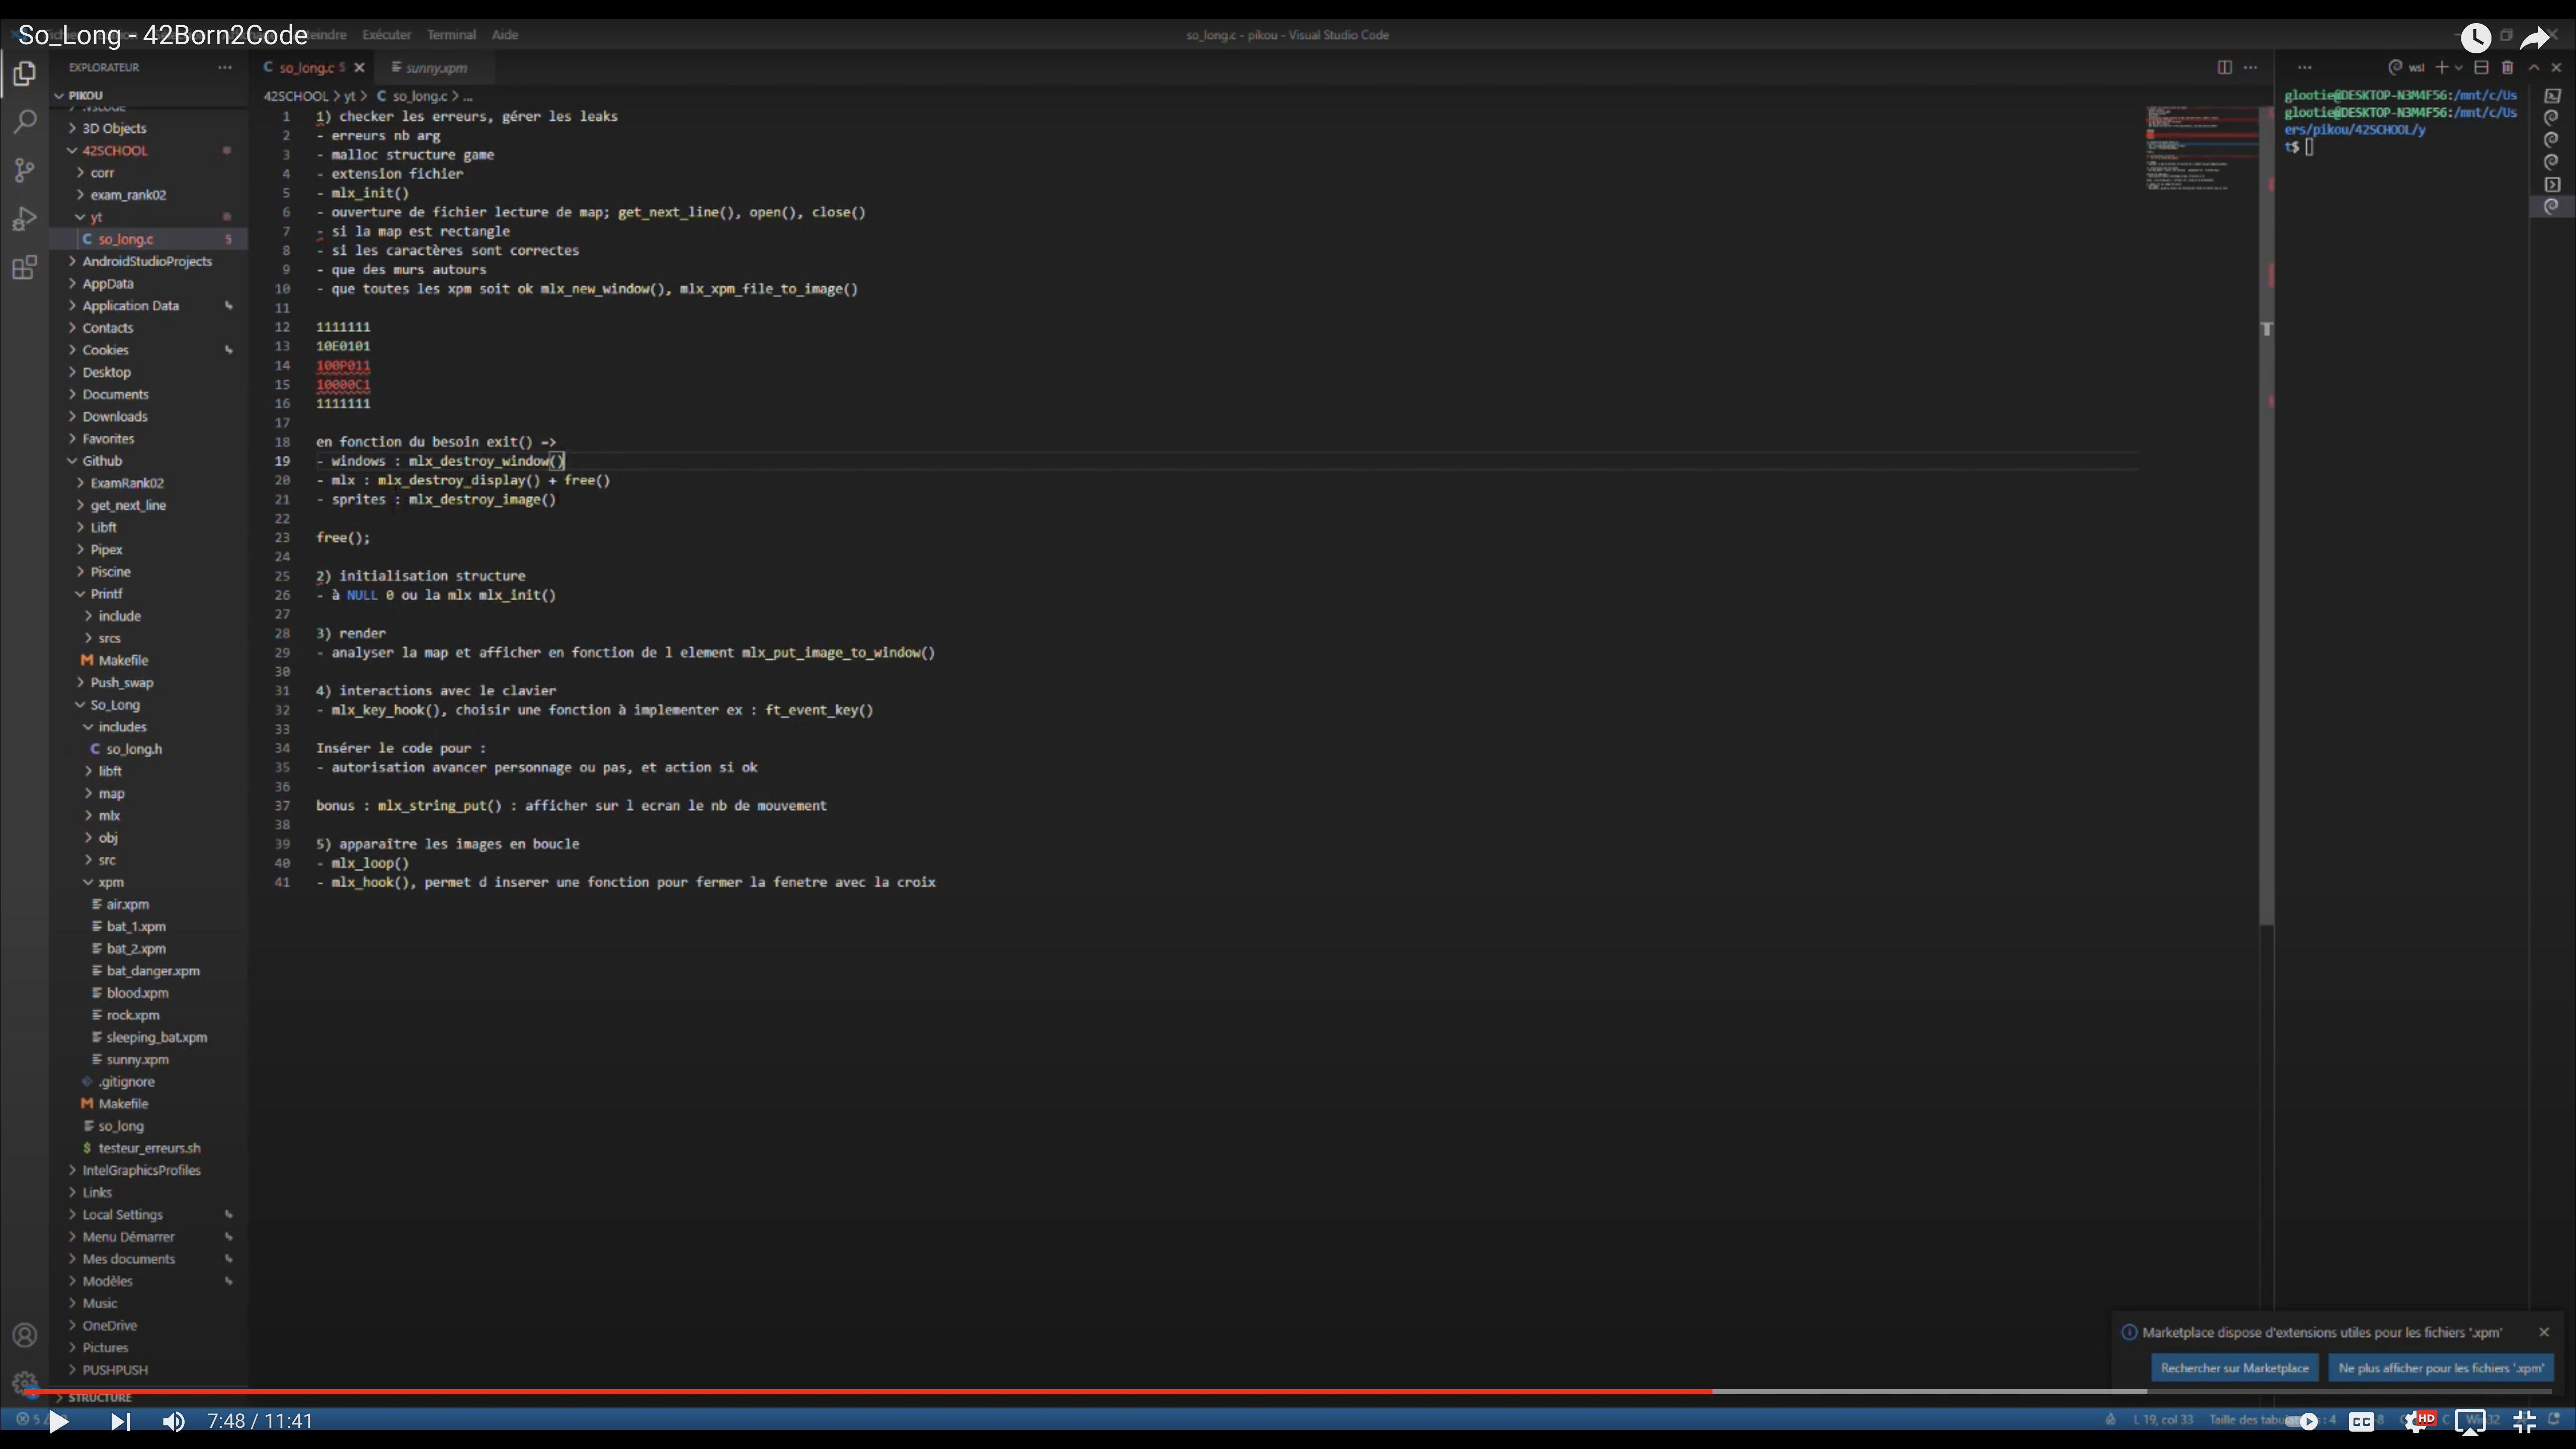 So_Long - 42Born2Code
teindre Exécuter Terminal Aide
so_long.c - pikou - Visual Studio Code
EXPLORATEUR
PIKOU
.vscode
3D Objects
42SCHOOL
corr
exam_rank02
yt
C so_long.c 5
AndroidStudioProjects
AppData
Application Data
Contacts
Cookies
Desktop
Documents
Downloads
Favorites
Github
ExamRank02
get_next_line
Libft
Pipex
Piscine
Printf
include
srcs
M Makefile
Push_swap
So_Long
includes
C so_long.h
libft
map
mlx
obj
src
xpm
air.xpm
bat_1.xpm
bat_2.xpm
bat_danger.xpm
blood.xpm
rock.xpm
sleeping_bat.xpm
sunny.xpm
.gitignore
M Makefile
so_long
$ testeur_erreurs.sh
IntelGraphicsProfiles
Links
Local Settings
Menu Démarrer
Mes documents
Modèles
Music
OneDrive
Pictures
PUSHPUSH
STRUCTURE
C so_long.c 5
sunny.xpm
42SCHOOL > yt > C so_long.c > ...
1 1) checker les erreurs, gérer les leaks
2 - erreurs nb arg
3 - malloc structure game
4 - extension fichier
5 - mlx_init()
6 - ouverture de fichier lecture de map; get_next_line(), open(), close()
7 - si la map est rectangle
8 - si les caractères sont correctes
9 - que des murs autours
10 - que toutes les xpm soit ok mlx_new_window(), mlx_xpm_file_to_image()
11
12 1111111
13 10E0101
14 100P011
15 10000C1
16 1111111
17
18 en fonction du besoin exit() ->
19 - windows : mlx_destroy_window()
20 - mlx : mlx_destroy_display() + free()
21 - sprites : mlx_destroy_image()
22
23 free();
24
25 2) initialisation structure
26 - à NULL 0 ou la mlx mlx_init()
27
28 3) render
29 - analyser la map et afficher en fonction de l element mlx_put_image_to_window()
30
31 4) interactions avec le clavier
32 - mlx_key_hook(), choisir une fonction à implementer ex : ft_event_key()
33
34 Insérer le code pour :
35 - autorisation avancer personnage ou pas, et action si ok
36
37 bonus : mlx_string_put() : afficher sur l ecran le nb de mouvement
38
39 5) apparaître les images en boucle
40 - mlx_loop()
41 - mlx_hook(), permet d inserer une fonction pour fermer la fenetre avec la croix
wsl
glootie@DESKTOP-N3M4F56:/mnt/c/Us
glootie@DESKTOP-N3M4F56:/mnt/c/Us
ers/pikou/42SCHOOL/y
t$
Marketplace dispose d'extensions utiles pour les fichiers '.xpm'
Rechercher sur Marketplace
Ne plus afficher pour les fichiers '.xpm'
7:48 / 11:41
L 19, col 33
Taille des tabu : 4
CC
HD